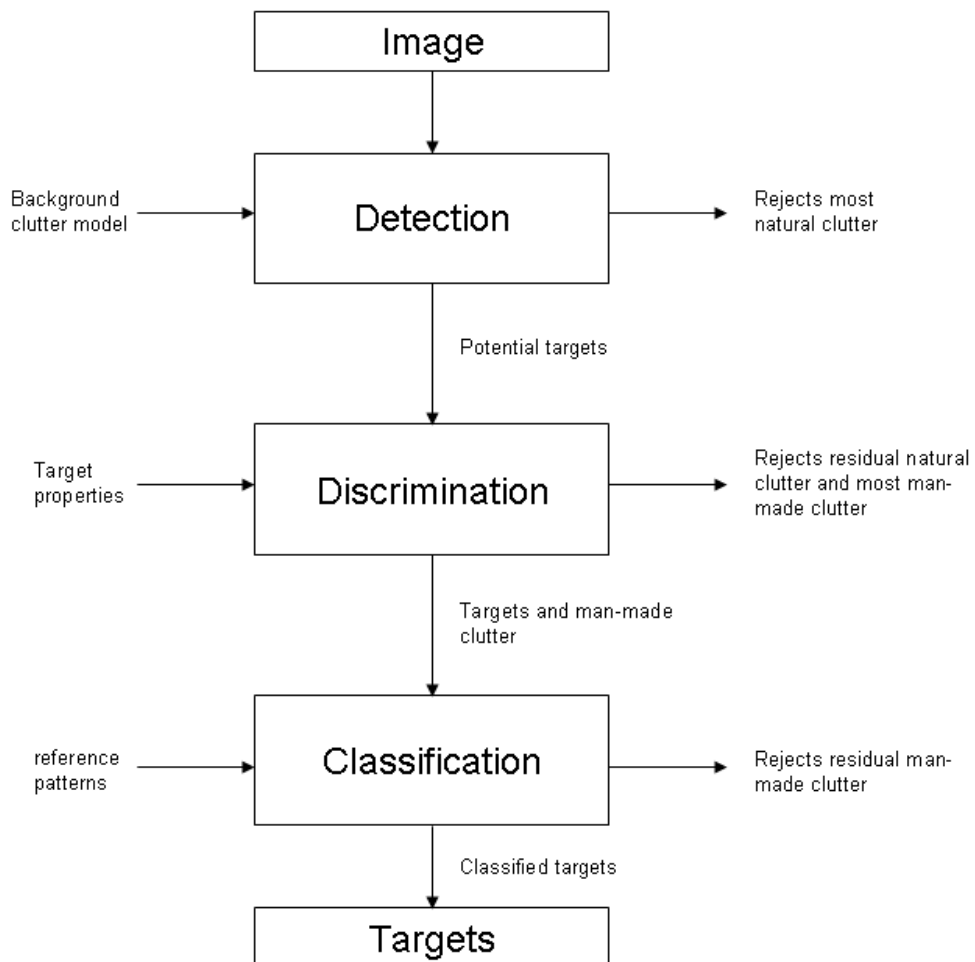 Image
Background
clutter model
Detection
Rejects most
natural clutter
Potential targets
Target
properties
Discrimination
Rejects residual natural
clutter and most man-
made clutter
Targets and man-made
clutter
reference
patterns
Classification
Rejects residual man-
made clutter
Classified targets
Targets